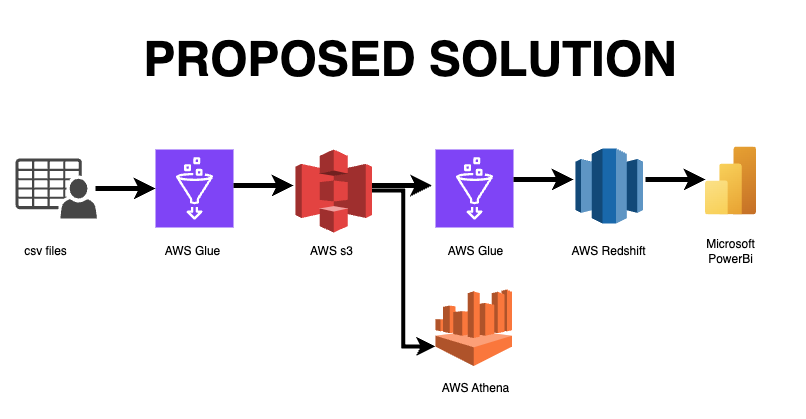 PROPOSED SOLUTION
csv files
AWS Glue
AWS s3
AWS Glue
AWS Redshift
Microsoft
PowerBi
AWS Athena